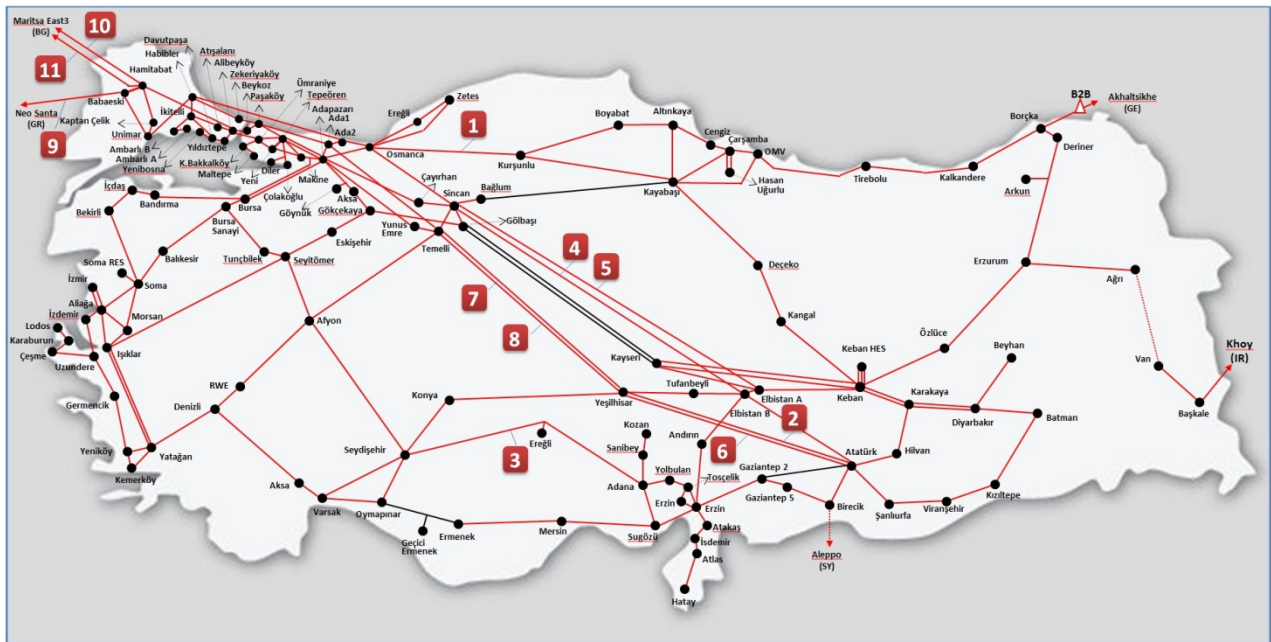 Maritsa East3
(BG)
10
11
Neo Santa
(GR)
9
Davutpaşa
Habibler
Hamitabat
Atışalanı
Alibeyköy
Zekeriyaköy
Beykoz
Paşaköy
Ümraniye
Tepeören
Adapazarı
Ada1
Ada2
Babaeski
Kaptan Çelik
Unimar
İkitelli
Ambarlı B
Ambarlı A
Yenibosna
Yıldıztepe
K.Bakkalköy
Maltepe
Yeni
Diler
Çolakoğlu
Makine
Göynük
Aksa
Gökçekaya
Ereğli
Zetes
1
Osmanca
Kurşunlu
Boyabat
Altınkaya
Cengiz
Çarşamba
OMV
Hasan
Uğurlu
Kayabaşı
Tirebolu
Kalkandere
Borçka
B2B
Akhaltsikhe
(GE)
Deriner
Arkun
İçdaş
Bekirli
Bandırma
Bursa
Bursa
Sanayi
Çayırhan
Sincan
Bağlum
Gölbaşı
Yunus
Emre
Temelli
Eskişehir
Tunçbilek
Seyitömer
Balıkesir
Soma RES
Soma
İzmir
Aliağa
İzdemir
Lodos
Karaburun
Çeşme
Uzundere
Morsan
Işıklar
Afyon
4
5
7
8
Deçeko
Kangal
Erzurum
Ağrı
Özlüce
Van
Khoy
(IR)
Başkale
Kayseri
Keban HES
Keban
Beyhan
Karakaya
Diyarbakır
Batman
RWE
Denizli
Germencik
Yeniköy
Kemerköy
Yatağan
Konya
Yeşilhisar
Tufanbeyli
Elbistan A
Elbistan B
2
6
3
Seydişehir
Ereğli
Kozan
Sanibey
Andırın
Gaziantep 2
Atatürk
Hilvan
Aksa
Varsak
Oymapınar
Geçici
Ermenek
Ermenek
Mersin
Adana
Yolbulan
Tosçelik
Erzin
Erzin
Sugözü
Gaziantep 5
Birecik
Şanlıurfa
Viranşehir
Kızıltepe
Atakaş
İsdemir
Atlas
Hatay
Aleppo
(SY)